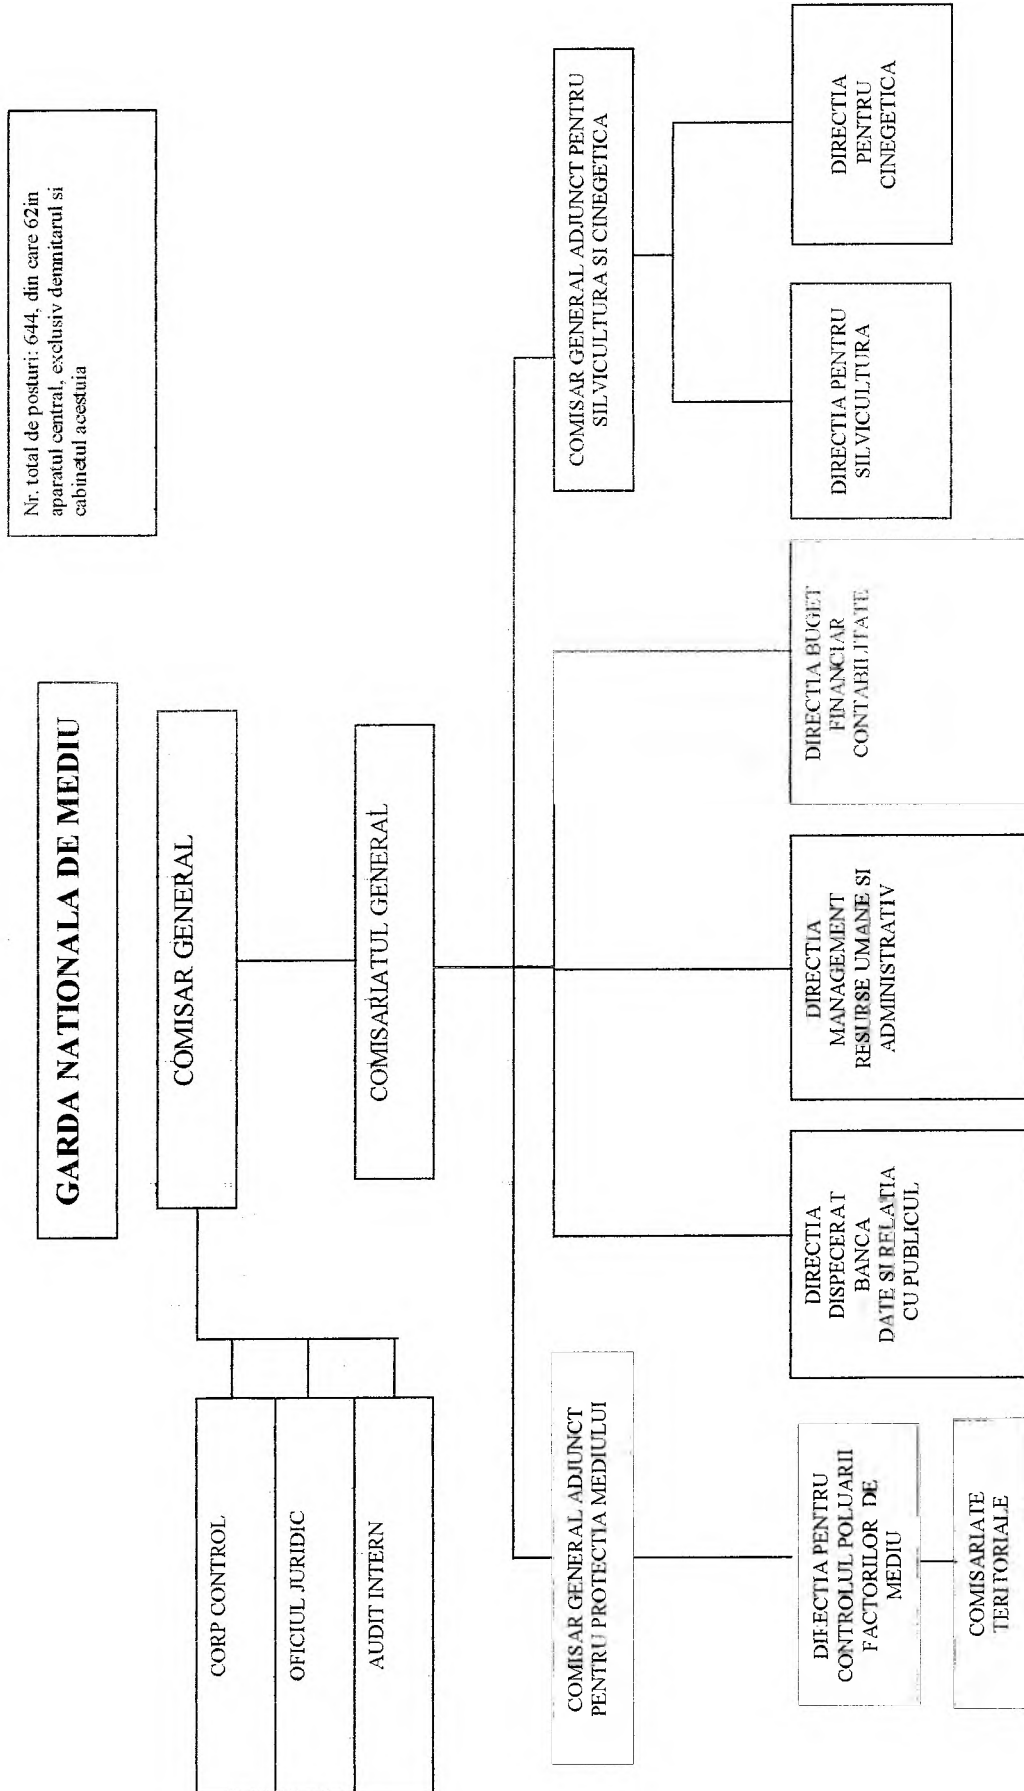 Nr. total de posturi: 644, din care 62in
aparatul central, exclusiv demnitarul si
cabinetul acestuia
GARDA NATIONALA DE MEDIU
COMISAR GENERAL
CORP CONTROL
OFICIUL JURIDIC
AUDIT INTERN
COMISARIATUL GENERAL
COMISAR GENERAL ADJUNCT
PENTRU PROTECTIA MEDIULUI
COMISAR GENERAL ADJUNCT PENTRU
SILVICULTURA SI CINEGETICA
DIRECTIA PENTRU
CONTROLUL POLUARII
FACTORILOR DE
MEDIU
COMISARIATE
TERITORIALE
DIRECTIA
DISPECERAT
BANCA
DATE SI RELATIA
CU PUBLICUL
DIRECTIA
MANAGEMENT
RESURSE UMANE SI
ADMINISTRATIV
DIRECTIA BUGET
FINANCIAR
CONTABILITATE
DIRECTIA PENTRU
SILVICULTURA
DIRECTIA
PENTRU
CINEGETICA